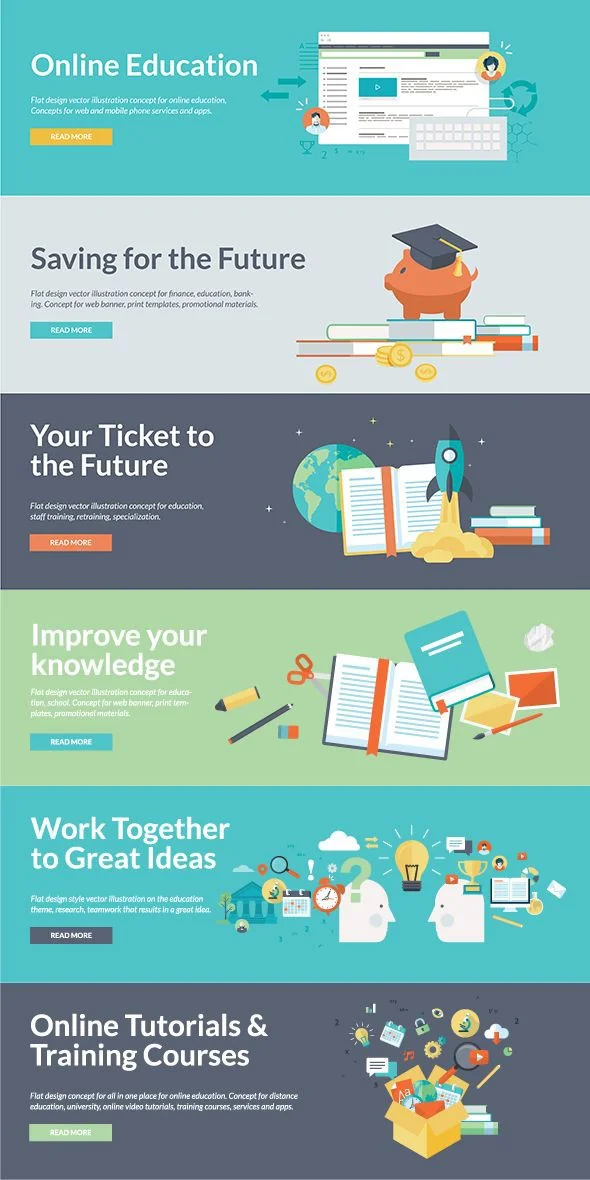 Online Education
Flat design vector illustration concept for online education,
Concepts for web and mobile phone services and apps.
READ MORE
Saving for the Future
Flat design vector illustration concept for finance, education, bank-
ing. Concept for web banner, print templates, promotional materials.
READ MORE
Your Ticket to
the Future
Flat design vector illustration concept for education,
staff training, retraining, specialization.
READ MORE
Improve your
knowledge
Flat design vector illustration concept for educa-
tion, school. Concept for web banner, print tem-
plates, promotional materials.
READ MORE
Work Together
to Great Ideas
?
!
Flat design style vector illustration on the education
theme, research, teamwork that results in a great idea.
READ MORE
Online Tutorials &
Training Courses
Aa
Flat design concept for all in one place for online education. Concept for distance
education, university, online video tutorials, training courses, services and apps.
READ MORE